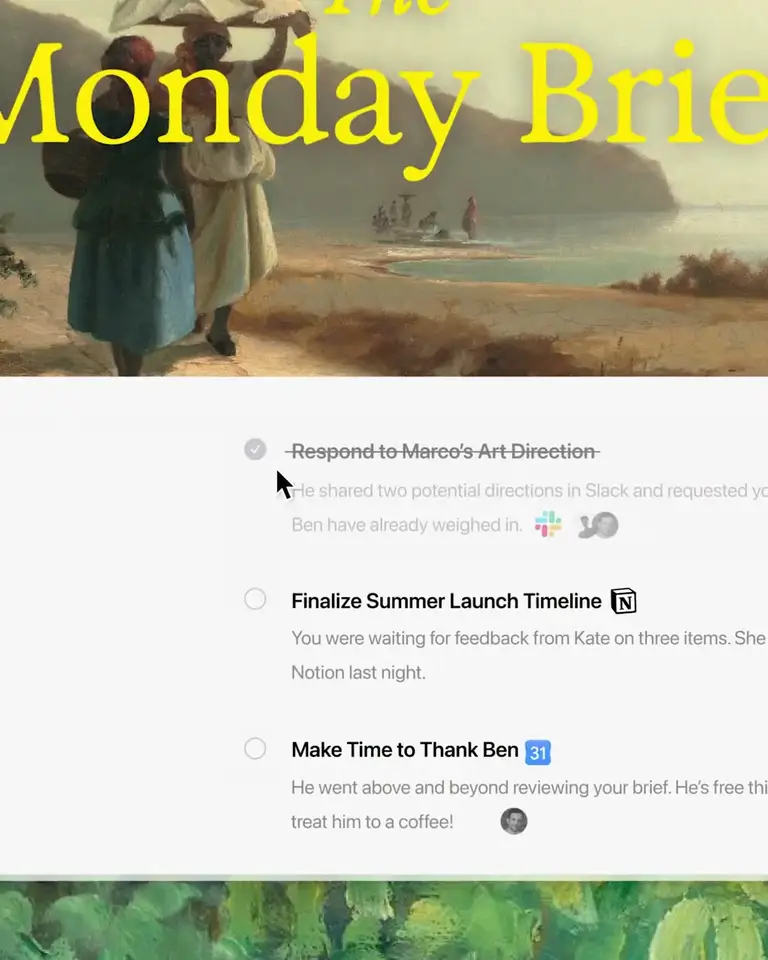 The
Monday Brie
Respond to Marco's Art Direction
He shared two potential directions in Slack and requested yo
Ben have already weighed in.
Finalize Summer Launch Timeline N
You were waiting for feedback from Kate on three items. She
Notion last night.
Make Time to Thank Ben 31
He went above and beyond reviewing your brief. He's free thi
treat him to a coffee!